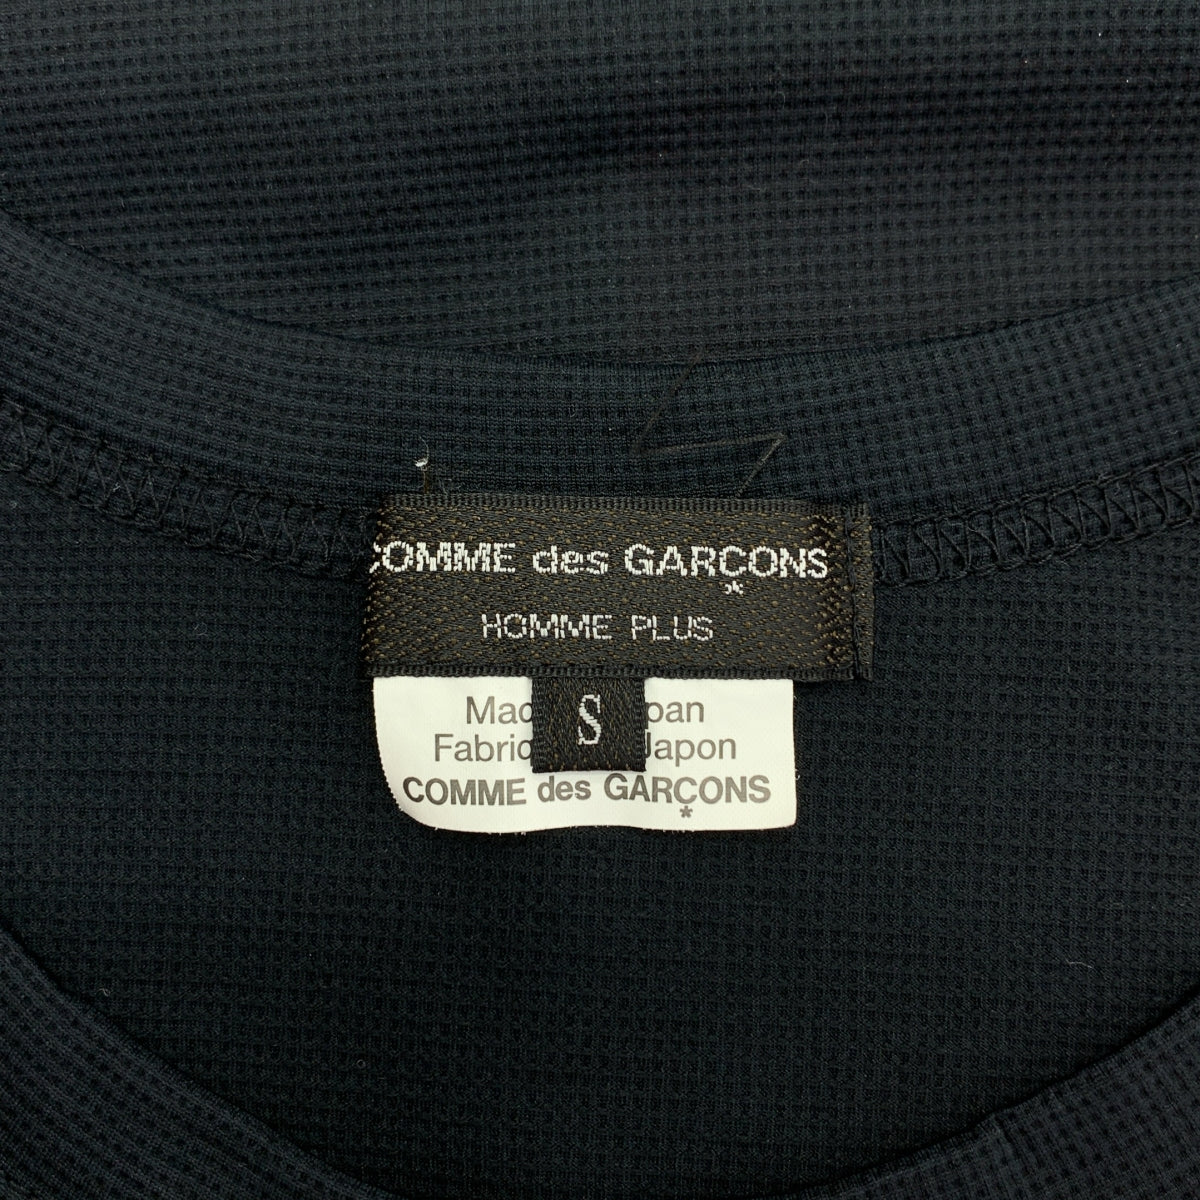 COMME des GARÇONS
*
HOMME PLUS
S
Mac pan
Fabric Japon
COMME des GARÇONS
*